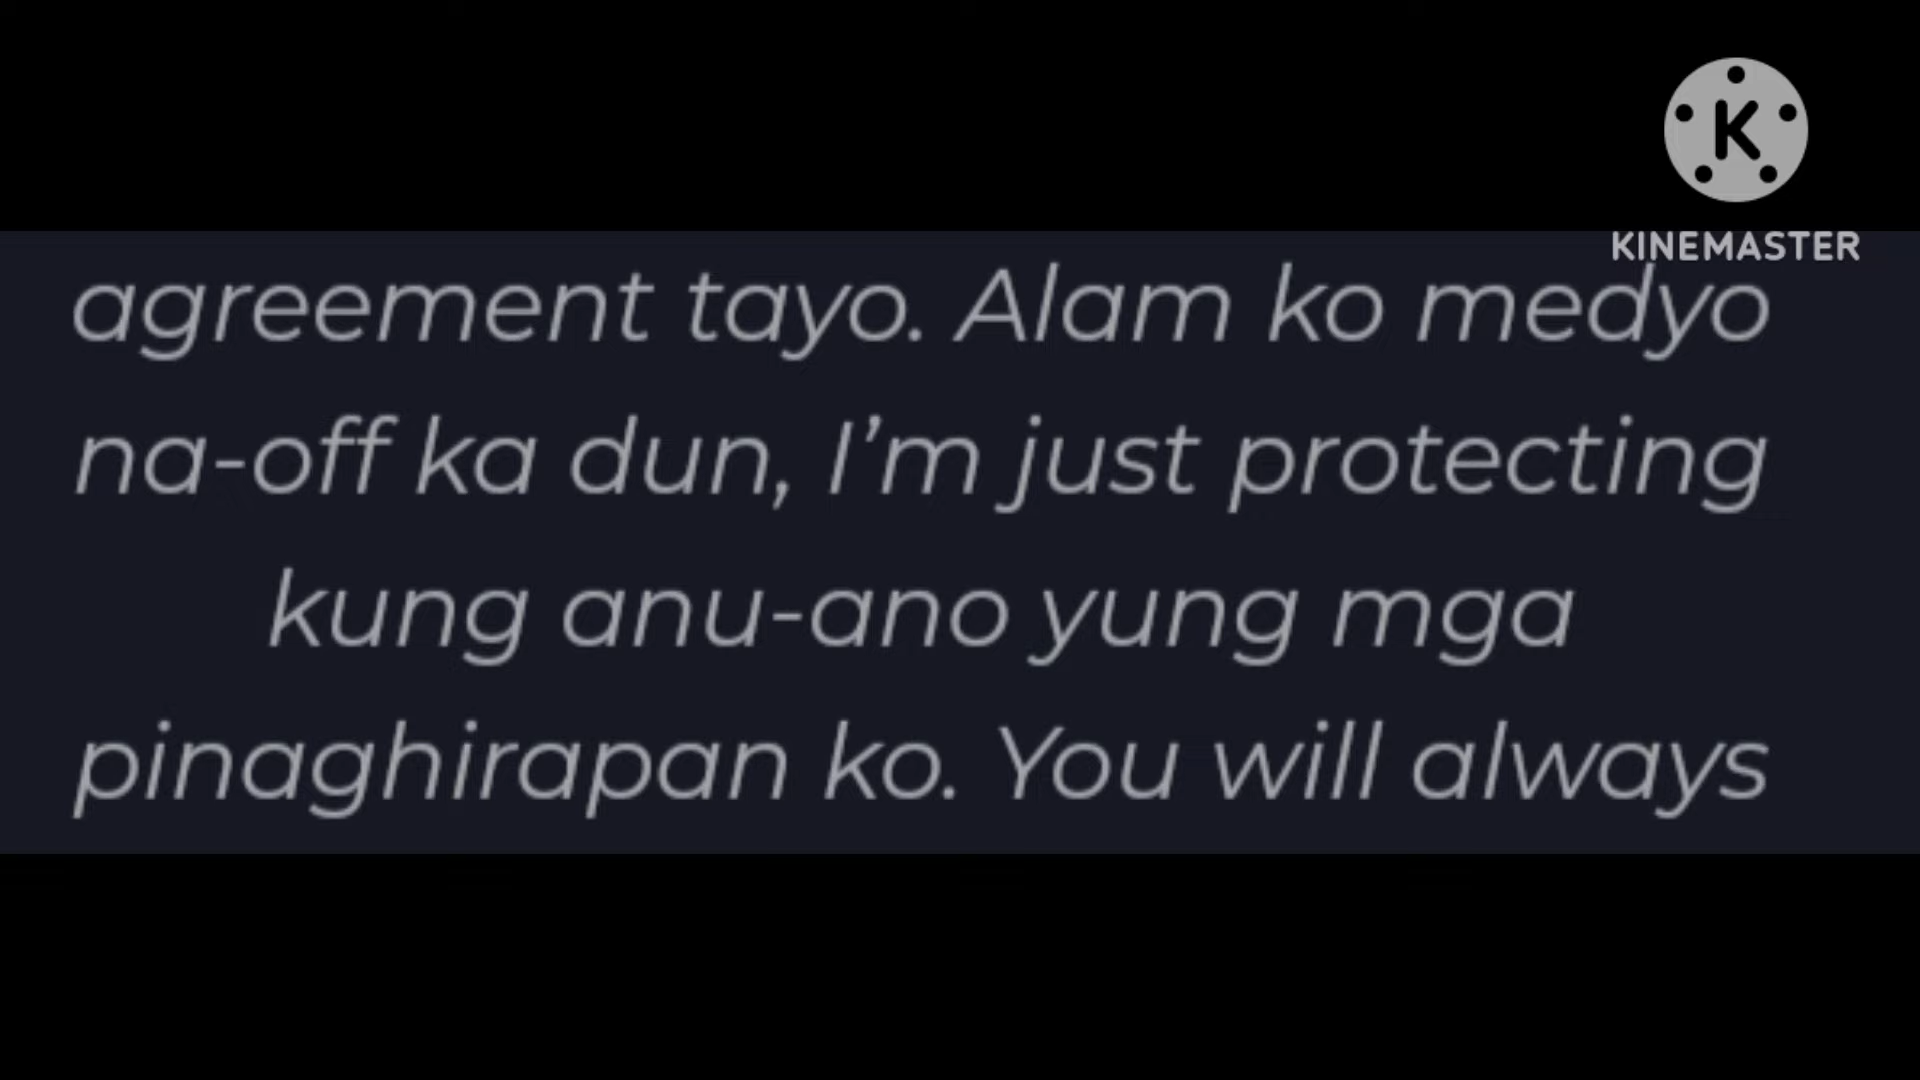 K
KINEMASTER
agreement tayo. Alam ko medyo
na-off ka dun, I’m just protecting
kung anu-ano yung mga
pinaghirapan ko. You will always